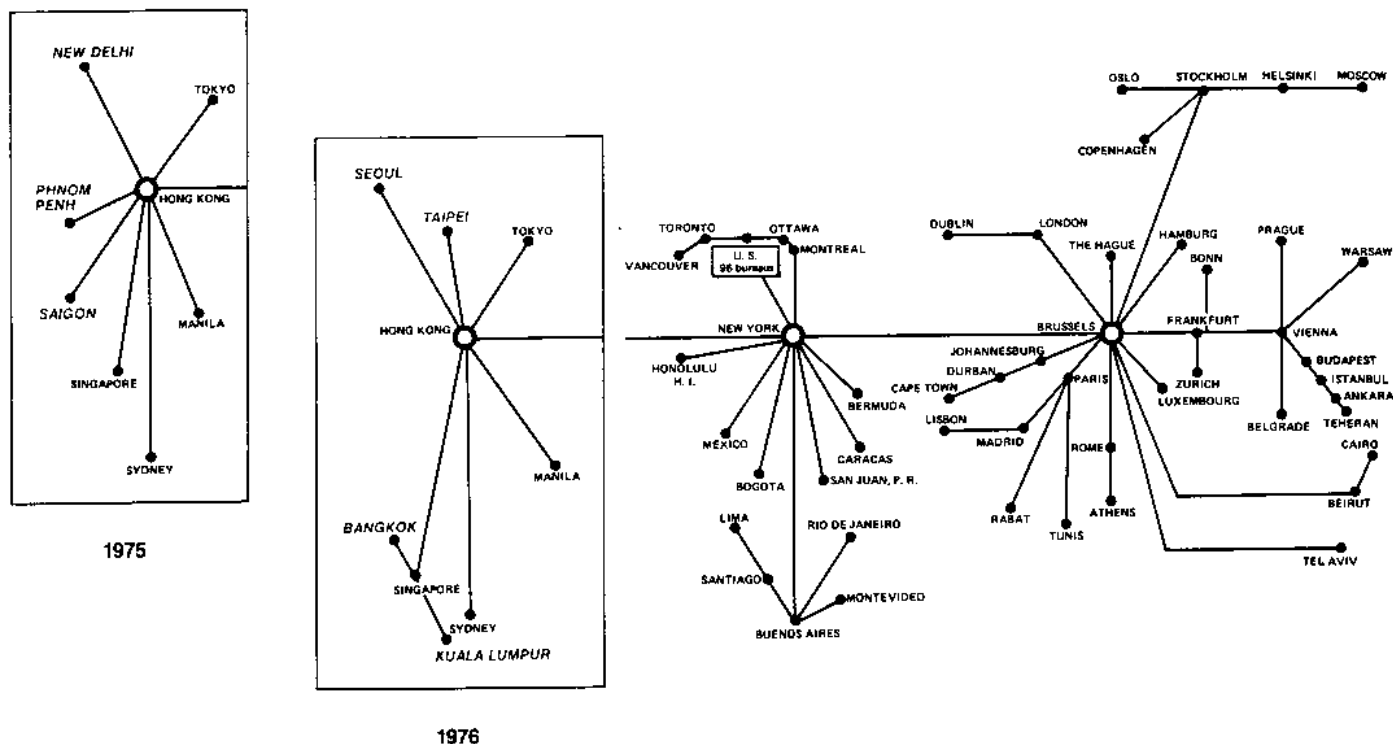 NEW DELHI
TOKYO
PHNOM
PENH
HONG KONG
SAIGON
MANILA
SINGAPORE
SYDNEY
1975
SEOUL
TAIPEI
TOKYO
HONG KONG
MANILA
BANGKOK
SINGAPORE
SYDNEY
KUALA LUMPUR
1976
TORONTO
OTTAWA
VANCOUVER
U. S.
96 bureaus
MONTREAL
NEW YORK
HONOLULU
H. I.
BERMUDA
MEXICO
CARACAS
BOGOTA
SAN JUAN, P. R.
LIMA
RIO DE JANEIRO
SANTIAGO
MONTEVIDEO
BUENOS AIRES
OSLO
STOCKHOLM
HELSINKI
MOSCOW
COPENHAGEN
DUBLIN
LONDON
THE HAGUE
HAMBURG
BONN
PRAGUE
WARSAW
BRUSSELS
FRANKFURT
VIENNA
JOHANNESBURG
DURBAN
CAPE TOWN
PARIS
ZURICH
LUXEMBOURG
BUDAPEST
ISTANBUL
ANKARA
TEHERAN
LISBON
MADRID
ROME
BELGRADE
CAIRO
RABAT
TUNIS
ATHENS
BEIRUT
TEL AVIV